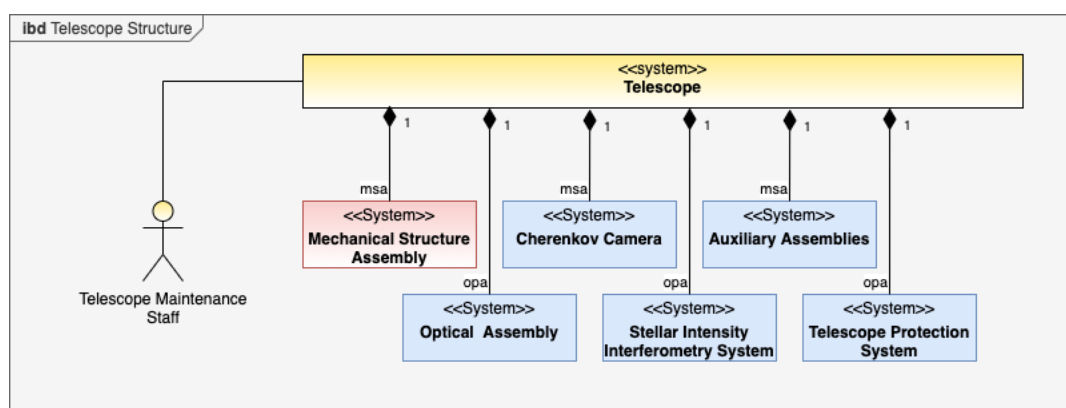 ibd Telescope Structure
<<system>>
Telescope
1
1
1
1
1
1
msa
msa
msa
<<System>>
Mechanical Structure
Assembly
<<System>>
Cherenkov Camera
<<System>>
Auxiliary Assemblies
opa
opa
opa
<<System>>
Optical Assembly
<<System>>
Stellar Intensity
Interferometry System
<<System>>
Telescope Protection
System
Telescope Maintenance
Staff